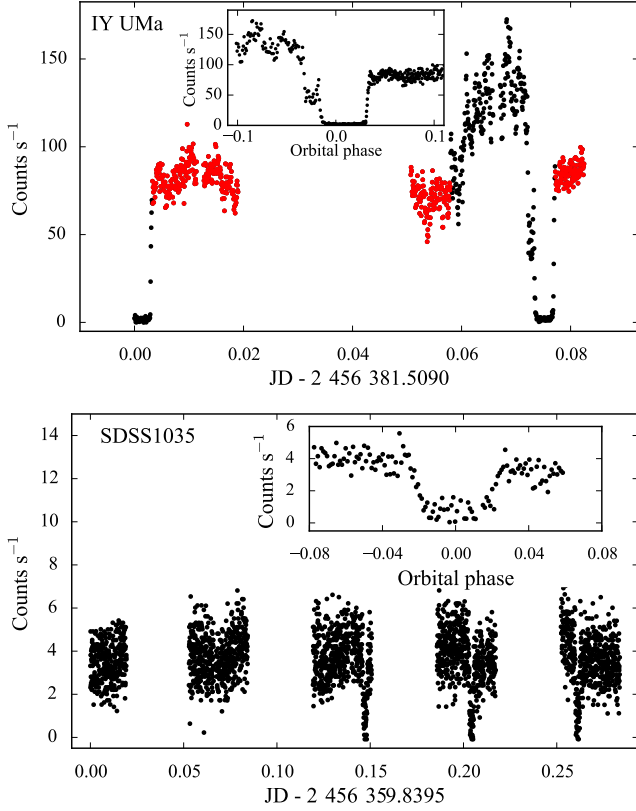 IY UMa
150
100
50
0
Counts s−1
150
100
50
0
Counts s−1
−0.1 0.0 0.1
Orbital phase
0.00 0.02 0.04 0.06 0.08
JD - 2 456 381.5090
SDSS1035
14
12
10
8
6
4
2
0
Counts s−1
6
4
2
0
Counts s−1
−0.08 −0.04 0.00 0.04 0.08
Orbital phase
0.00 0.05 0.10 0.15 0.20 0.25
JD - 2 456 359.8395